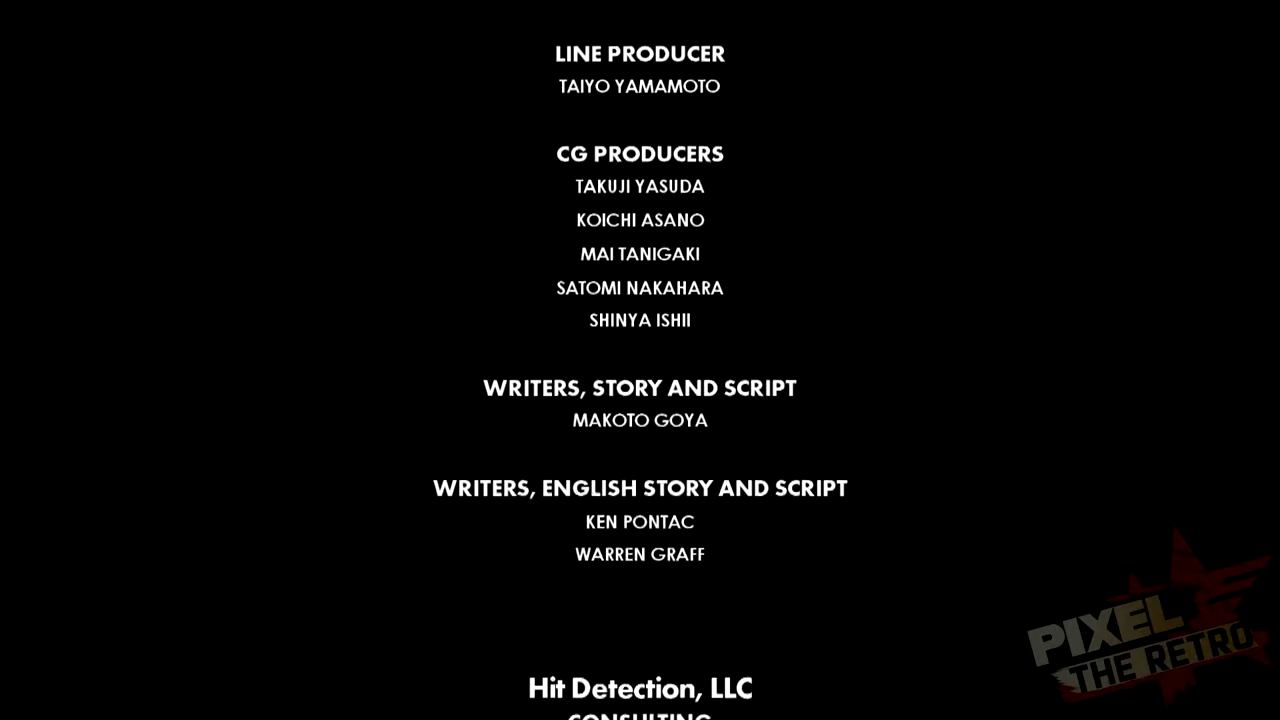 LINE PRODUCER
TAIYO YAMAMOTO
CG PRODUCERS
TAKUJI YASUDA
KOICHI ASANO
MAI TANIGAKI
SATOMI NAKAHARA
SHINYA ISHII
WRITERS, STORY AND SCRIPT
MAKOTO GOYA
WRITERS, ENGLISH STORY AND SCRIPT
KEN PONTAC
WARREN GRAFF
Hit Detection, LLC
CONSULTING
PIXEL
THE RETRO